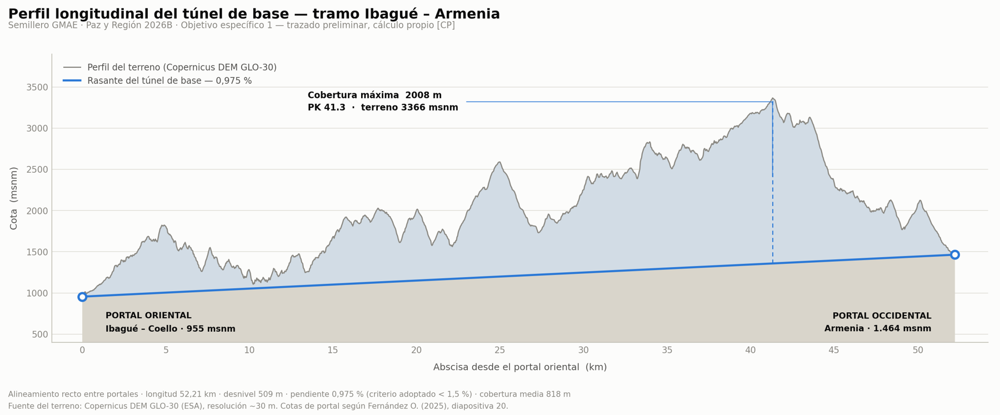 Perfil longitudinal del túnel de base — tramo Ibagué – Armenia
Semillero GMAE · Paz y Región 2026B · Objetivo específico 1 — trazado preliminar, cálculo propio [CP]
Perfil del terreno (Copernicus DEM GLO-30)
Rasante del túnel de base — 0,975 %
Cobertura máxima  2008 m
PK 41.3  ·  terreno 3366 msnm
3500
3000
2500
2000
1500
1000
500
Cota  (msnm)
PORTAL ORIENTAL
Ibagué – Coello · 955 msnm
PORTAL OCCIDENTAL
Armenia · 1.464 msnm
0 5 10 15 20 25 30 35 40 45 50
Abscisa desde el portal oriental  (km)
Alineamiento recto entre portales · longitud 52,21 km · desnivel 509 m · pendiente 0,975 % (criterio adoptado < 1,5 %) · cobertura media 818 m
Fuente del terreno: Copernicus DEM GLO-30 (ESA), resolución ~30 m. Cotas de portal según Fernández O. (2025), diapositiva 20.